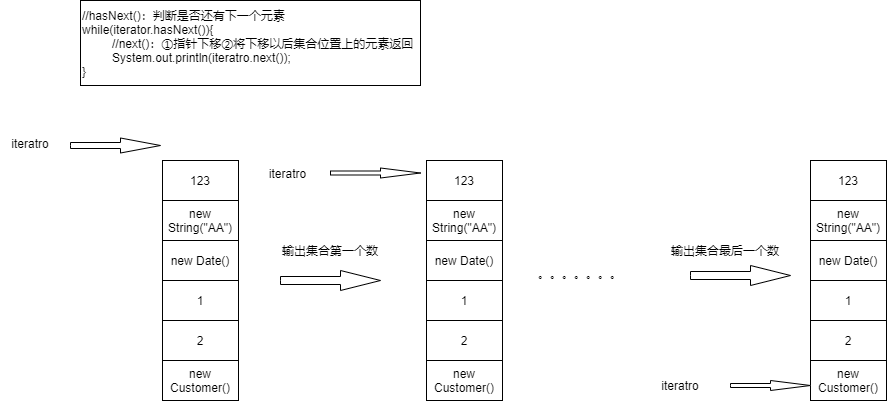 //hasNext()：判断是否还有下一个元素
while(iterator.hasNext()){
//next()：①指针下移②将下移以后集合位置上的元素返回
System.out.println(iteratro.next());
}
iteratro
123
new
String("AA")
new Date()
1
2
new
Customer()
输出集合第一个数
iteratro
123
new
String("AA")
new Date()
1
2
new
Customer()
。。。。。。。
输出集合最后一个数
iteratro
123
new
String("AA")
new Date()
1
2
new
Customer()